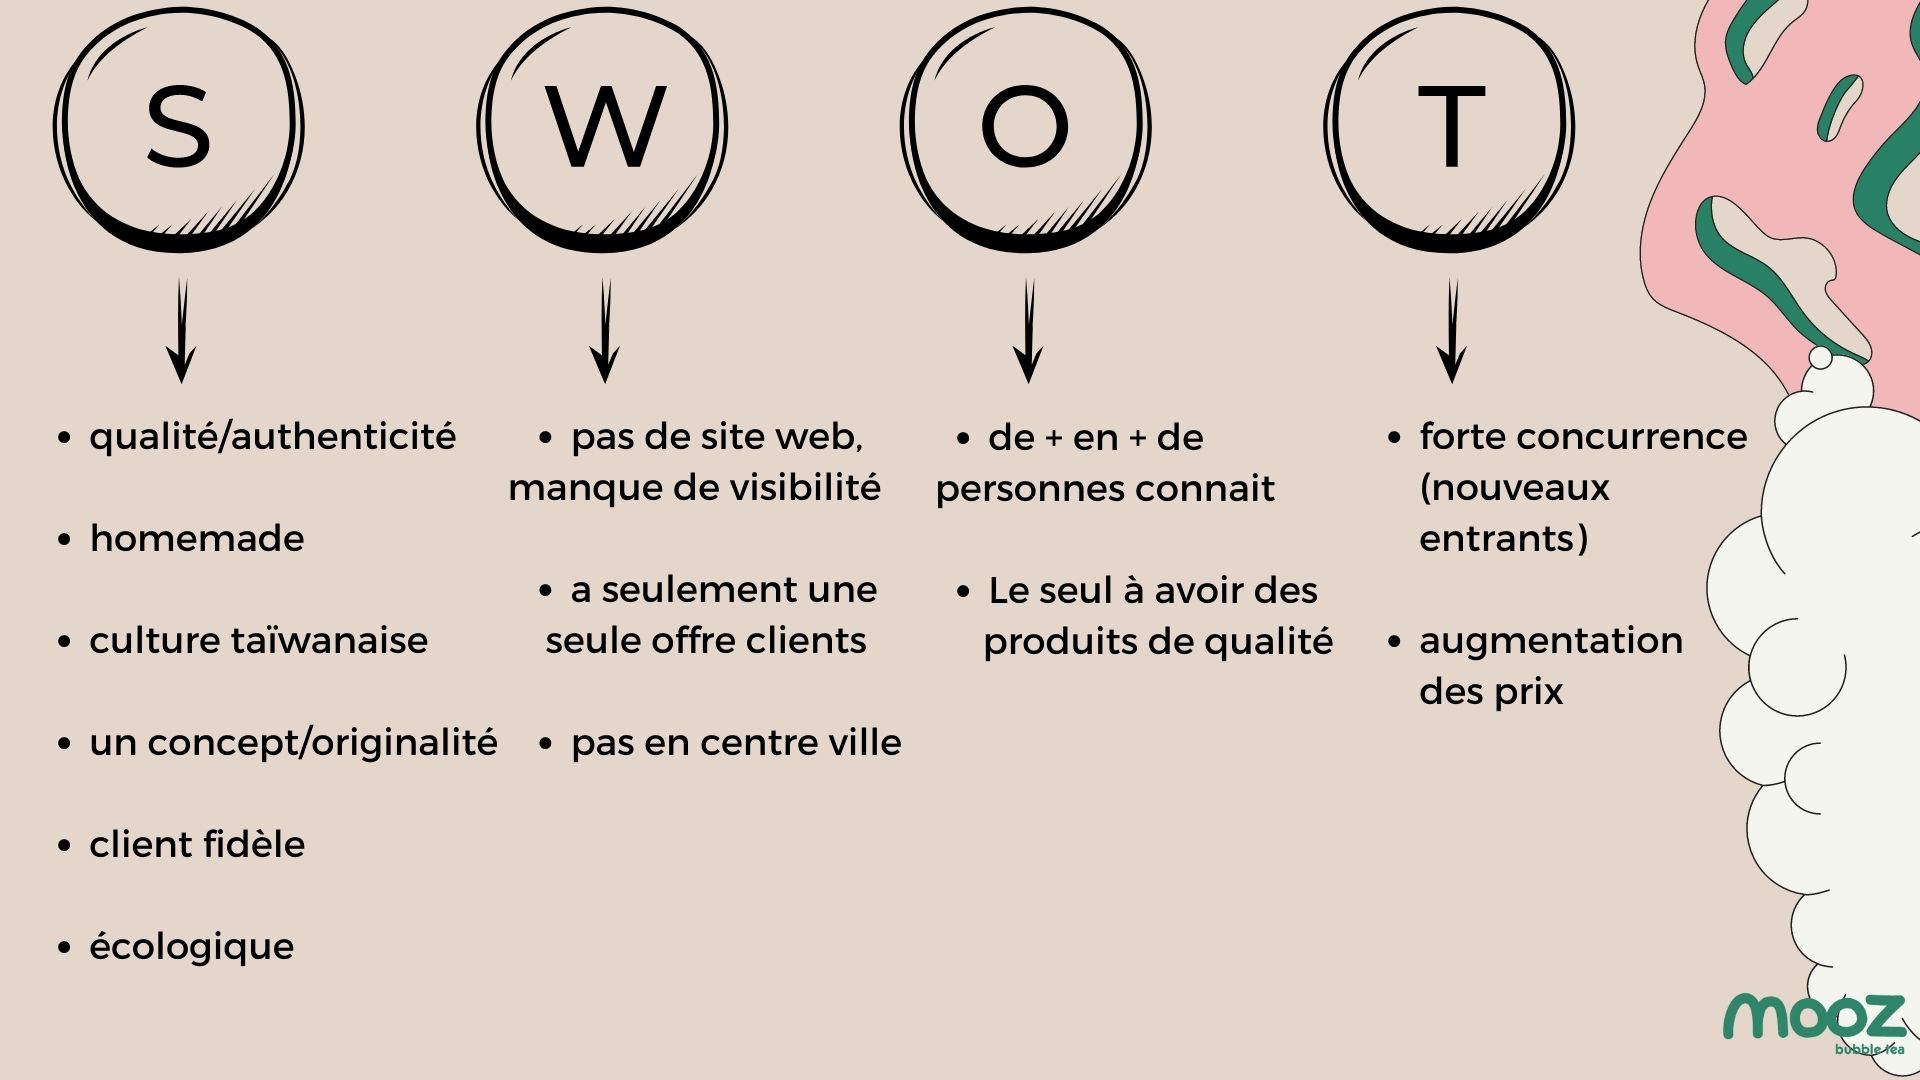 S
W
O
T
• qualité/authenticité
• homemade
• culture taïwanaise
• un concept/originalité
• client fidèle
• écologique
• pas de site web,
manque de visibilité
• a seulement une
seule offre clients
• pas en centre ville
• de + en + de
personnes connait
• Le seul à avoir des
produits de qualité
• forte concurrence
(nouveaux
entrants)
• augmentation
des prix
mooz
bubble tea